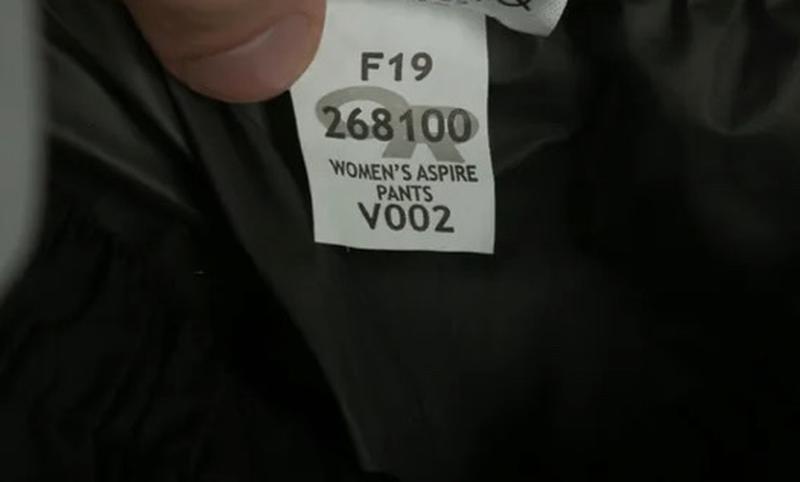 F19
268100
WOMEN'S ASPIRE
PANTS
V002